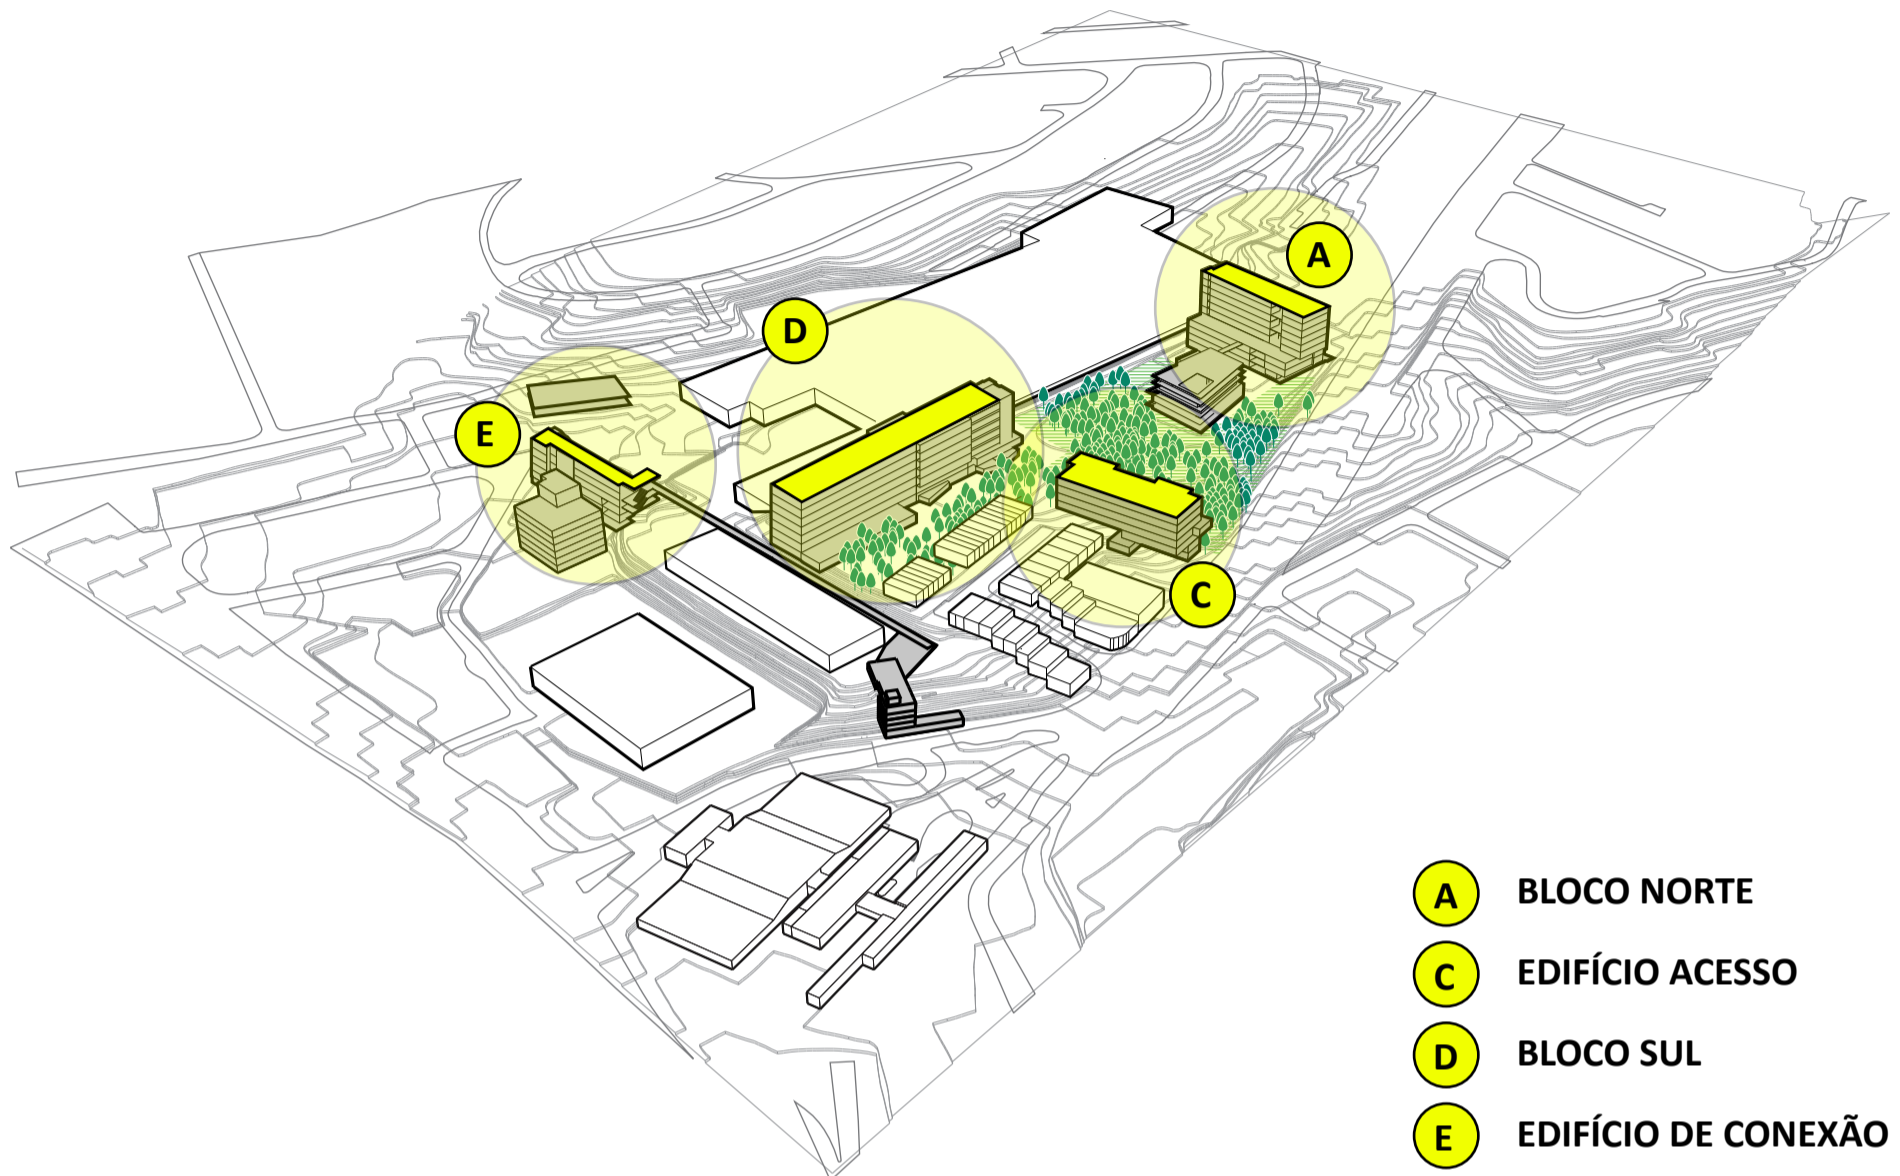 A
D
E
C
A BLOCO NORTE
C EDIFÍCIO ACESSO
D BLOCO SUL
E EDIFÍCIO DE CONEXÃO